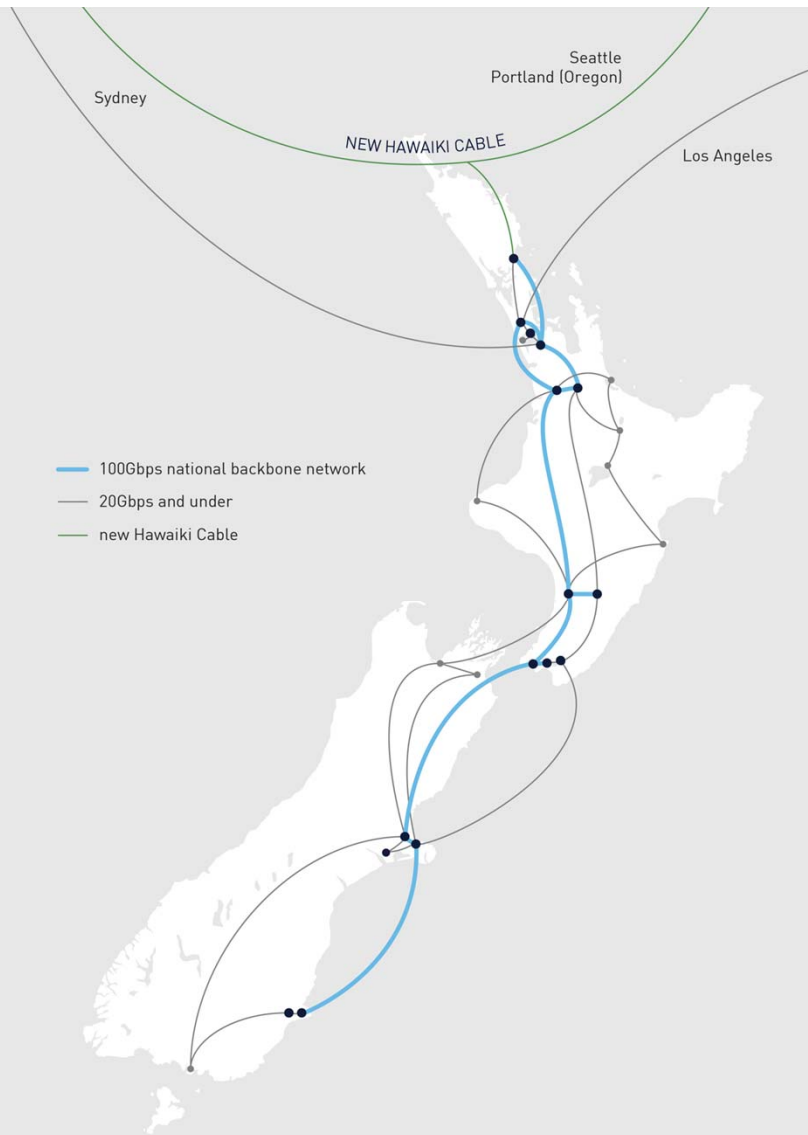 Seattle
Portland (Oregon)
Sydney
NEW HAWAIKI CABLE
Los Angeles
100Gbps national backbone network
20Gbps and under
new Hawaiki Cable